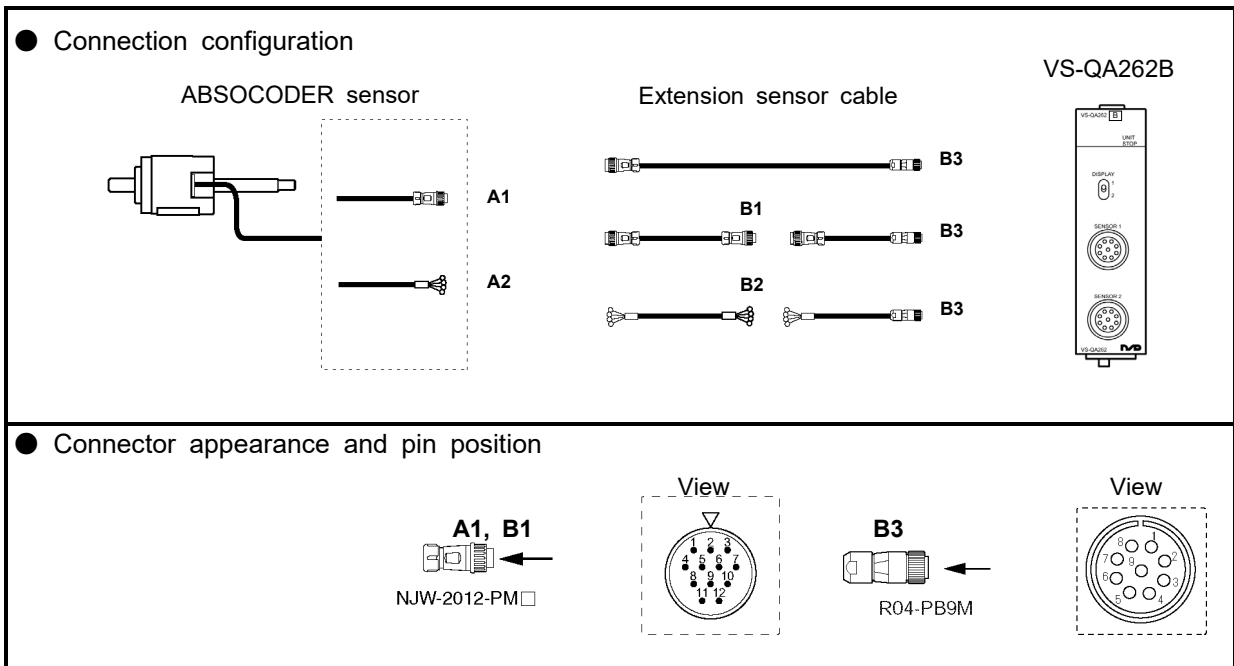 ● Connection configuration
VS-QA262B
ABSOCODER sensor
Extension sensor cable
VS-QA262 B
UNIT
STOP
DISPLAY
1
2
SENSOR 1
SENSOR 2
VS-QA262
NSD
A1
A2
B3
B1
B3
B2
B3
● Connector appearance and pin position
View
View
A1, B1
B3
NJW-2012-PM□
R04-PB9M
1 2 3
4 5 6 7
8 9 10
11 12
8 1
7 9 2
6 3
5 4